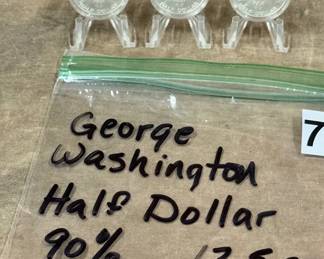 George
Washington
Half Dollar
90%
7